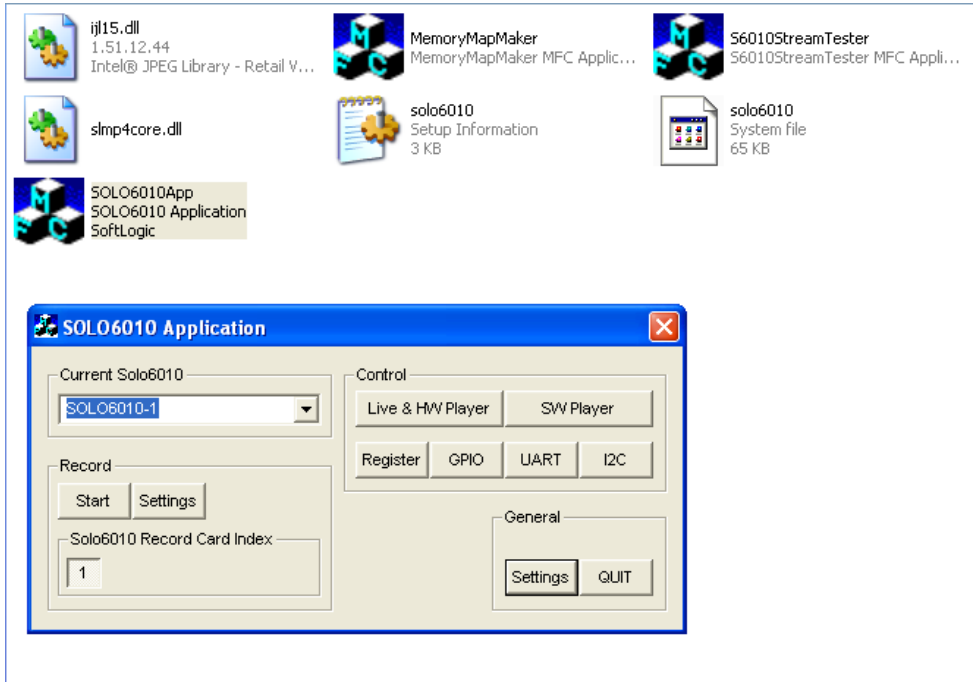 ijl15.dll
1.51.12.44
Intel® JPEG Library - Retail V...
MemoryMapMaker
MemoryMapMaker MFC Applic...
S6010StreamTester
S6010StreamTester MFC Appli...
slmp4core.dll
solo6010
Setup Information
3 KB
solo6010
System file
65 KB
SOLO6010App
SOLO6010 Application
SoftLogic
SOLO6010 Application
Current Solo6010
SOLO6010-1
Control
Live & HW Player
SW Player
Register
GPIO
UART
I2C
Record
Start
Settings
Solo6010 Record Card Index
1
General
Settings
QUIT